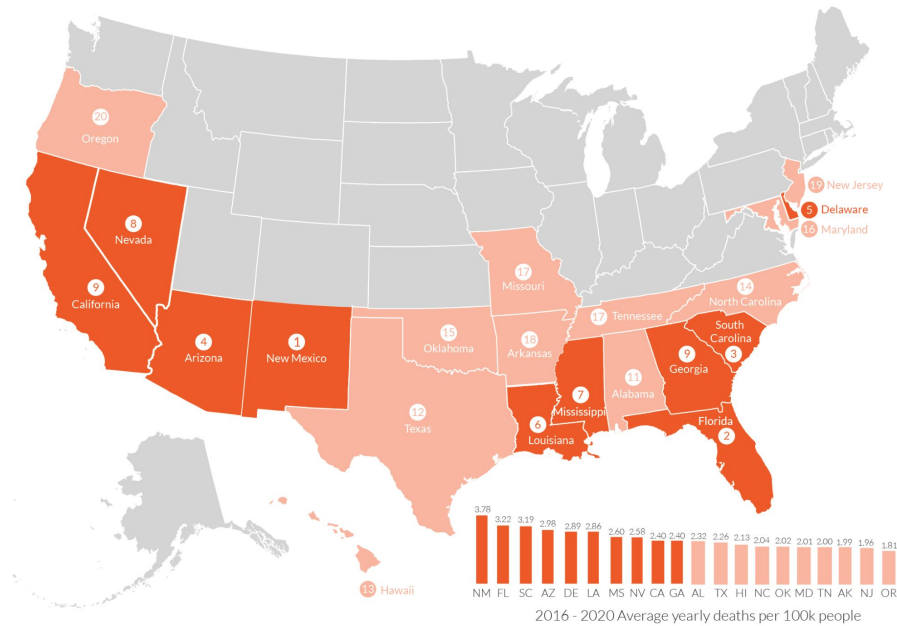 20
Oregon
8
Nevada
9
California
4
Arizona
1
New Mexico
12
Texas
15
Oklahoma
17
Missouri
18
Arkansas
17 Tennessee
14
North Carolina
South
Carolina
3
9
Georgia
11
Alabama
7
Mississippi
6
Louisiana
Florida
2
19 New Jersey
5 Delaware
16 Maryland
13 Hawaii
3.78 3.22 3.19 2.98 2.89 2.86 2.60 2.58 2.40 2.40 2.32 2.26 2.13 2.04 2.02 2.01 2.00 1.99 1.96 1.81
NM FL SC AZ DE LA MS NV CA GA AL TX HI NC OK MD TN AK NJ OR
2016 - 2020 Average yearly deaths per 100k people